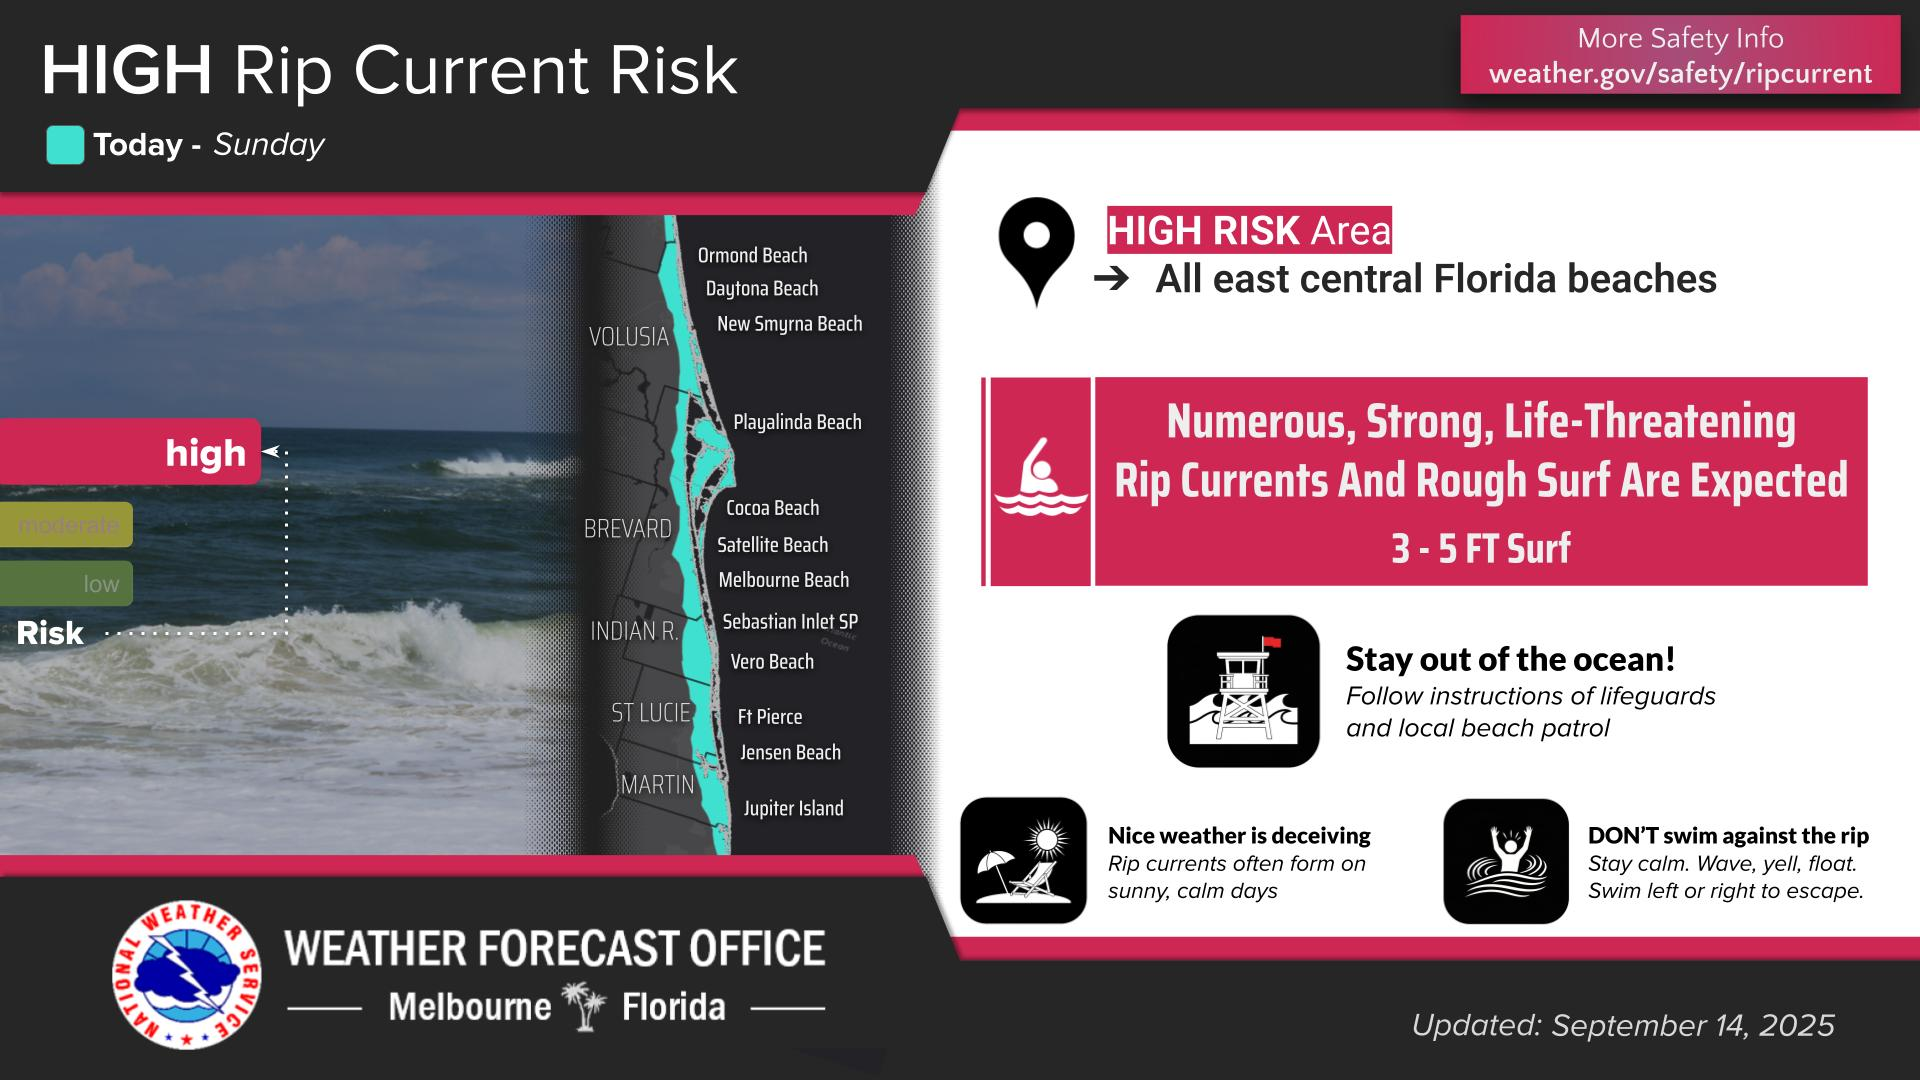 HIGH Rip Current Risk
Today - Sunday
More Safety Info
weather.gov/safety/ripcurrent
high
moderate
low
Risk
Ormond Beach
Daytona Beach
New Smyrna Beach
VOLUSIA
Playalinda Beach
Cocoa Beach
BREVARD
Satellite Beach
Melbourne Beach
Sebastian Inlet SP
INDIAN R.
Ocean
Vero Beach
ST LUCIE
Ft Pierce
Jensen Beach
MARTIN
Jupiter Island
HIGH RISK Area
➔ All east central Florida beaches
Numerous, Strong, Life-Threatening
Rip Currents And Rough Surf Are Expected
3 - 5 FT Surf
Stay out of the ocean!
Follow instructions of lifeguards
and local beach patrol
Nice weather is deceiving
Rip currents often form on
sunny, calm days
DON'T swim against the rip
Stay calm. Wave, yell, float.
Swim left or right to escape.
NATIONAL WEATHER SERVICE
WEATHER FORECAST OFFICE
Melbourne Florida
Updated: September 14, 2025